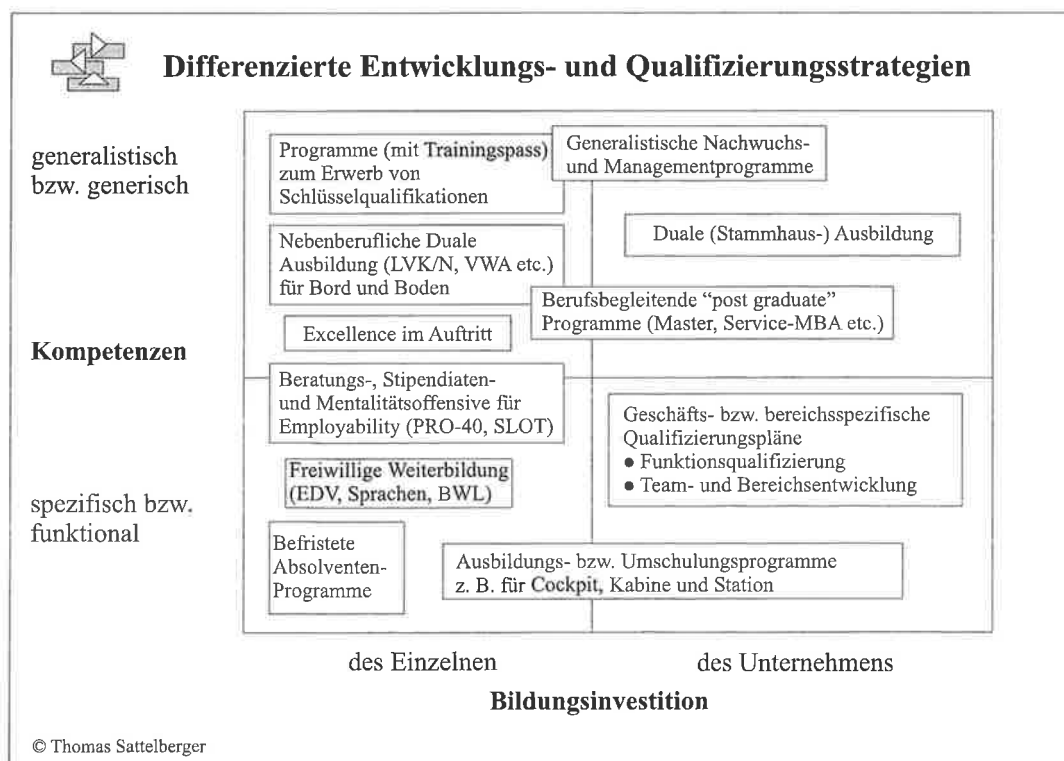 Differenzierte Entwicklungs- und Qualifizierungsstrategien
generalistisch
bzw. generisch
Programme (mit Trainingspass)
zum Erwerb von
Schlüsselqualifikationen
Generalistische Nachwuchs-
und Managementprogramme
Duale (Stammhaus-) Ausbildung
Nebenberufliche Duale
Ausbildung (LVK/N, VWA etc.)
für Bord und Boden
Berufsbegleitende “post graduate”
Programme (Master, Service-MBA etc.)
Excellence im Auftritt
Kompetenzen
Beratungs-, Stipendiaten-
und Mentalitätsoffensive für
Employability (PRO-40, SLOT)
Geschäfts- bzw. bereichsspezifische
Qualifizierungspläne
● Funktionsqualifizierung
● Team- und Bereichsentwicklung
Freiwillige Weiterbildung
(EDV, Sprachen, BWL)
spezifisch bzw.
funktional
Befristete
Absolventen-
Programme
Ausbildungs- bzw. Umschulungsprogramme
z. B. für Cockpit, Kabine und Station
des Einzelnen
des Unternehmens
Bildungsinvestition
© Thomas Sattelberger